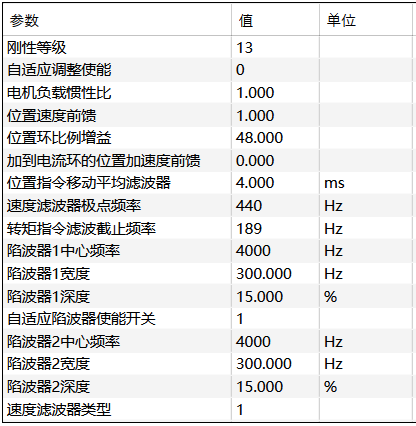 参数 值 单位
刚性等级 13
自适应调整使能 0
电机负载惯性比 1.000
位置速度前馈 1.000
位置环比例增益 48.000
加到电流环的位置加速度前馈 0.000
位置指令移动平均滤波器 4.000 ms
速度滤波器极点频率 440 Hz
转矩指令滤波截止频率 189 Hz
陷波器1中心频率 4000 Hz
陷波器1宽度 300.000 Hz
陷波器1深度 15.000 %
自适应陷波器使能开关 1
陷波器2中心频率 4000 Hz
陷波器2宽度 300.000 Hz
陷波器2深度 15.000 %
速度滤波器类型 1